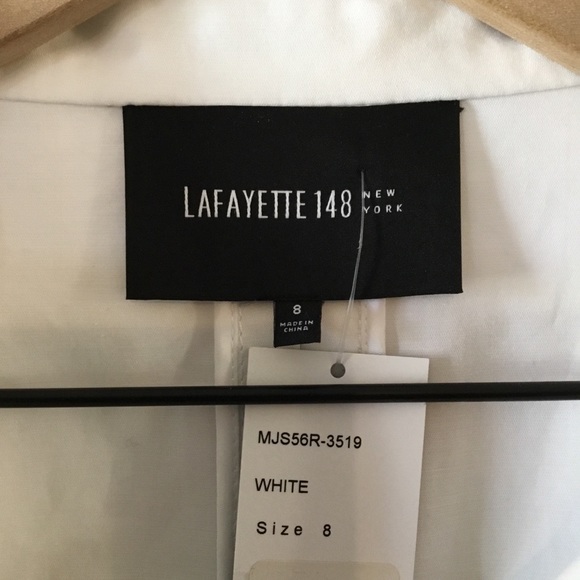 LAFAYETTE 148 NEW YORK
8
MADE IN
CHINA
MJS56R-3519
WHITE
Size 8